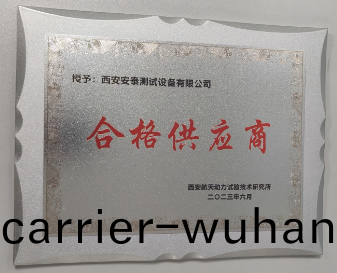 授予：西安安泰测试设备有限公司
合格供应商
西安航天动力试验技术研究所
二〇二三年六月
carrier-wuhan